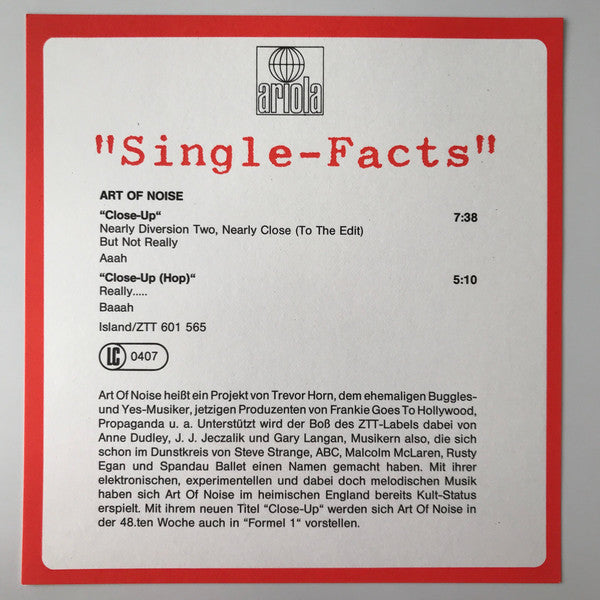 ariola
"Single-Facts"
ART OF NOISE
"Close-Up" 7:38
Nearly Diversion Two, Nearly Close (To The Edit)
But Not Really
Aaah
"Close-Up (Hop)" 5:10
Really.....
Baaah
Island/ZTT 601 565
LC 0407
Art Of Noise heißt ein Projekt von Trevor Horn, dem ehemaligen Buggles-
und Yes-Musiker, jetzigen Produzenten von Frankie Goes To Hollywood,
Propaganda u. a. Unterstützt wird der Boß des ZTT-Labels dabei von
Anne Dudley, J. J. Jeczalik und Gary Langan, Musikern also, die sich
schon im Dunstkreis von Steve Strange, ABC, Malcolm McLaren, Rusty
Egan und Spandau Ballet einen Namen gemacht haben. Mit ihrer
elektronischen, experimentellen und dabei doch melodischen Musik
haben sich Art Of Noise im heimischen England bereits Kult-Status
erspielt. Mit ihrem neuen Titel "Close-Up" werden sich Art Of Noise in
der 48.ten Woche auch in "Formel 1" vorstellen.